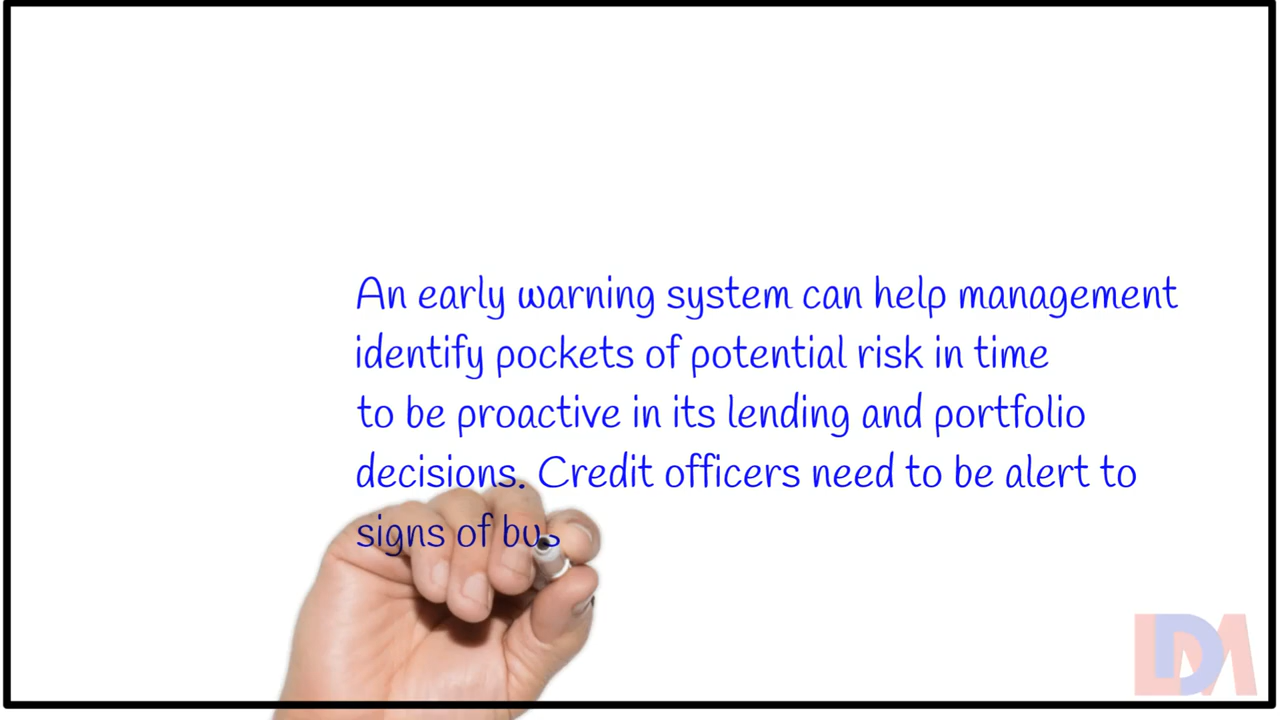 An early warning system can help management
identify pockets of potential risk in time
to be proactive in its lending and portfolio
decisions. Credit officers need to be alert to
signs of bus
LDM